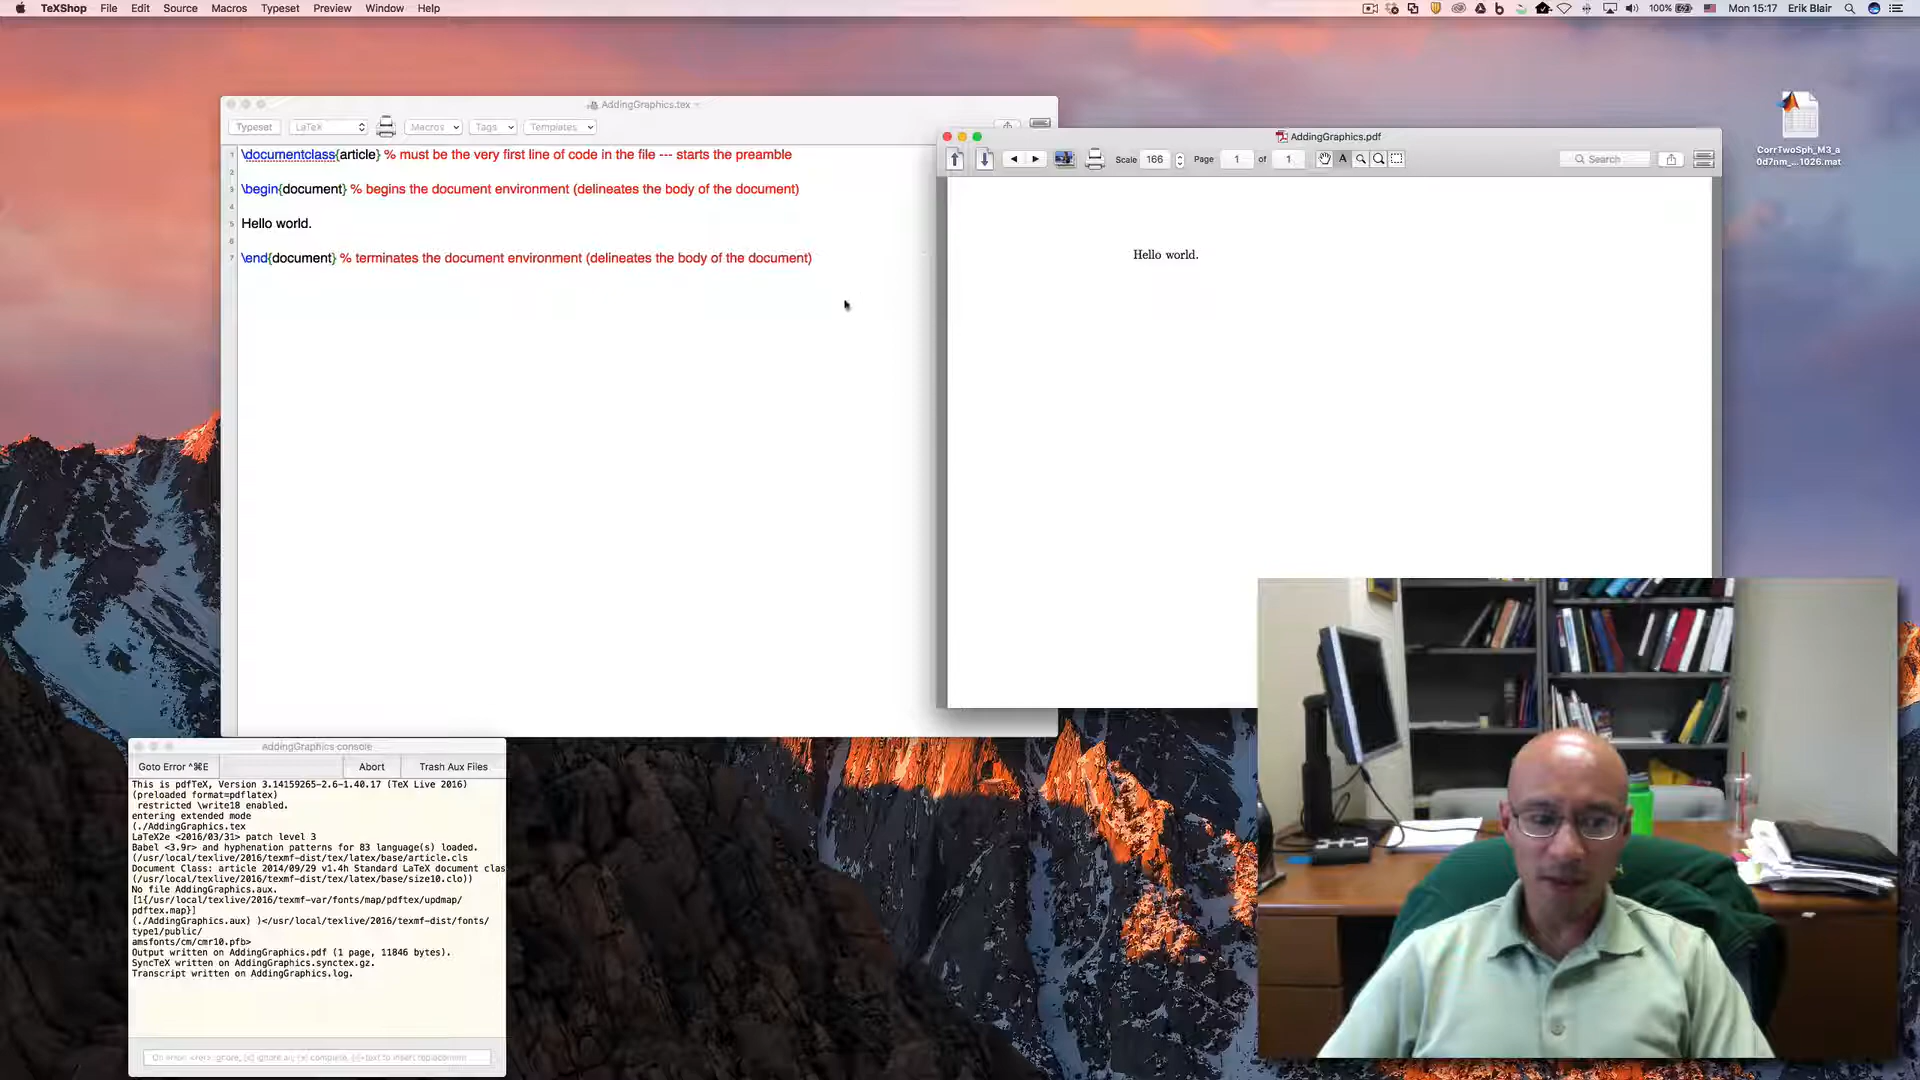 TeXShop File Edit Source Macros Typeset Preview Window Help
100% Mon 15:17 Erik Blair
AddingGraphics.tex
Typeset LaTeX Macros Tags Templates
1 \documentclass{article} % must be the very first line of code in the file --- starts the preamble
2
3 \begin{document} % begins the document environment (delineates the body of the document)
4
5 Hello world.
6
7 \end{document} % terminates the document environment (delineates the body of the document)
AddingGraphics.pdf
Scale 166 Page 1 of 1 A Search
Hello world.
CorrTwoSph_M3_a
0d7nm_...1026.mat
AddingGraphics console
Goto Error ^⌘E Abort Trash Aux Files
This is pdfTeX, Version 3.14159265-2.6-1.40.17 (TeX Live 2016)
(preloaded format=pdflatex)
restricted \write18 enabled.
entering extended mode
(./AddingGraphics.tex
LaTeX2e <2016/03/31> patch level 3
Babel <3.9r> and hyphenation patterns for 83 language(s) loaded.
(/usr/local/texlive/2016/texmf-dist/tex/latex/base/article.cls
Document Class: article 2014/09/29 v1.4h Standard LaTeX document clas
(/usr/local/texlive/2016/texmf-dist/tex/latex/base/size10.clo))
No file AddingGraphics.aux.
[1{/usr/local/texlive/2016/texmf-var/fonts/map/pdftex/updmap/
pdftex.map}]
(./AddingGraphics.aux) )</usr/local/texlive/2016/texmf-dist/fonts/
type1/public/
amsfonts/cm/cmr10.pfb>
Output written on AddingGraphics.pdf (1 page, 11846 bytes).
SyncTeX written on AddingGraphics.synctex.gz.
Transcript written on AddingGraphics.log.